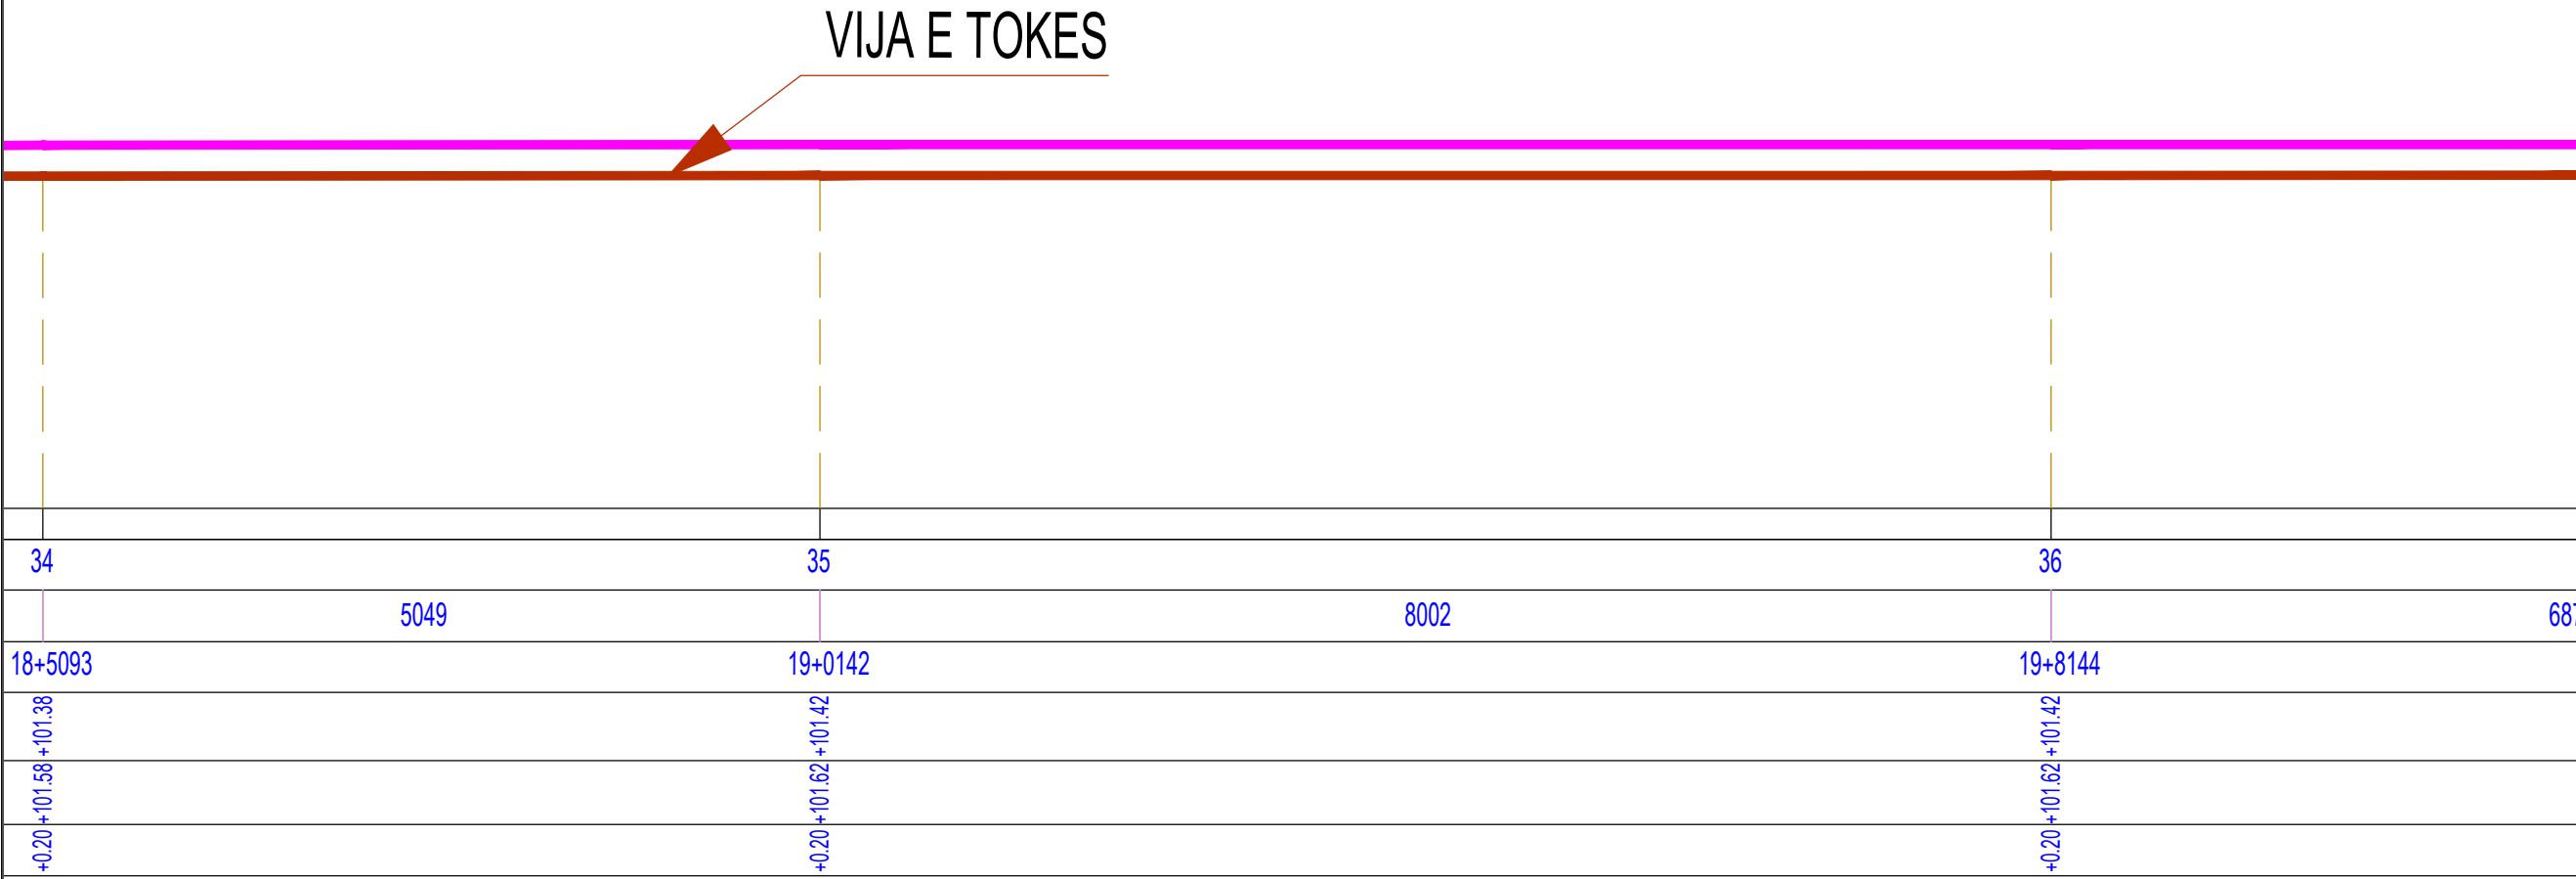 VIJA E TOKES
34 35 36
5049 8002
18+5093 19+0142 19+8144
+101.38 +101.42 +101.42
+101.58 +101.62 +101.62
+0.20 +0.20 +0.20